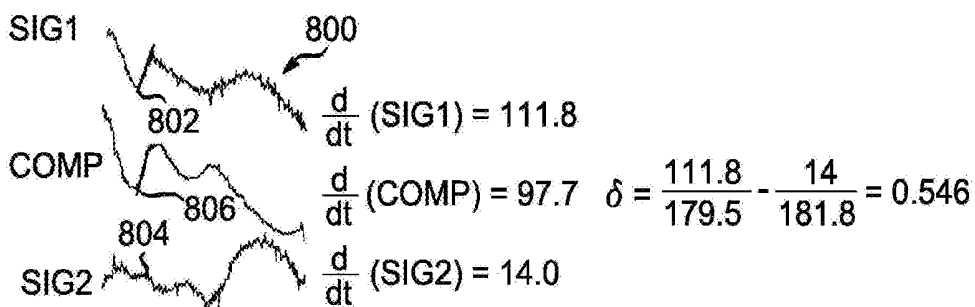 SIG1
800
802
d/dt (SIG1) = 111.8
COMP
806
d/dt (COMP) = 97.7 δ = 111.8/179.5 - 14/181.8 = 0.546
804
SIG2
d/dt (SIG2) = 14.0